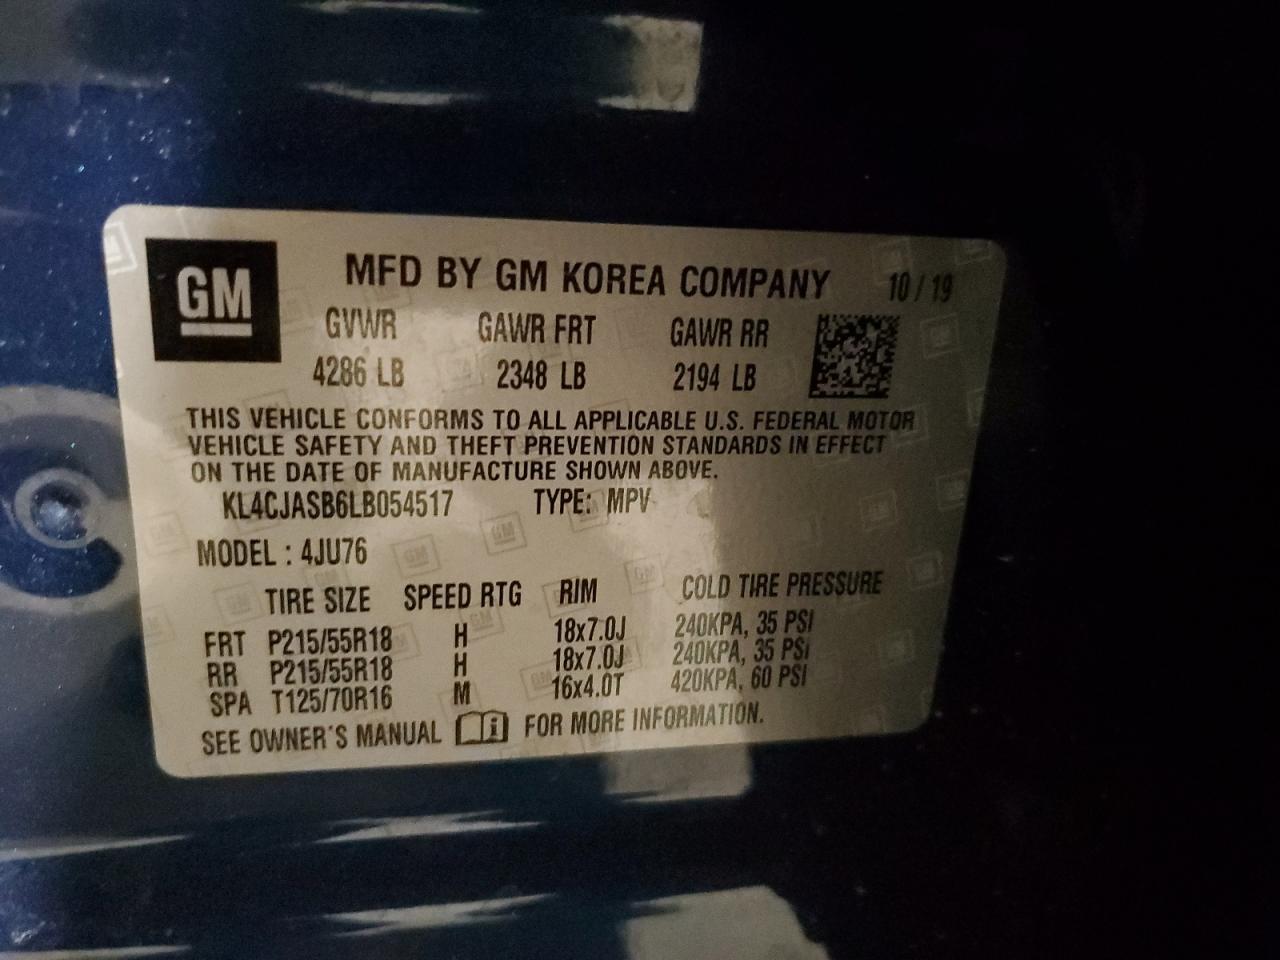 GM
MFD BY GM KOREA COMPANY 10 / 19
GVWR GAWR FRT GAWR RR
4286 LB 2348 LB 2194 LB
THIS VEHICLE CONFORMS TO ALL APPLICABLE U.S. FEDERAL MOTOR
VEHICLE SAFETY AND THEFT PREVENTION STANDARDS IN EFFECT
ON THE DATE OF MANUFACTURE SHOWN ABOVE.
KL4CJASB6LB054517 TYPE: MPV
MODEL : 4JU76
TIRE SIZE SPEED RTG RIM COLD TIRE PRESSURE
FRT P215/55R18 H 18x7.0J 240KPA, 35 PSI
RR P215/55R18 H 18x7.0J 240KPA, 35 PSI
SPA T125/70R16 M 16x4.0T 420KPA, 60 PSI
SEE OWNER'S MANUAL i FOR MORE INFORMATION.